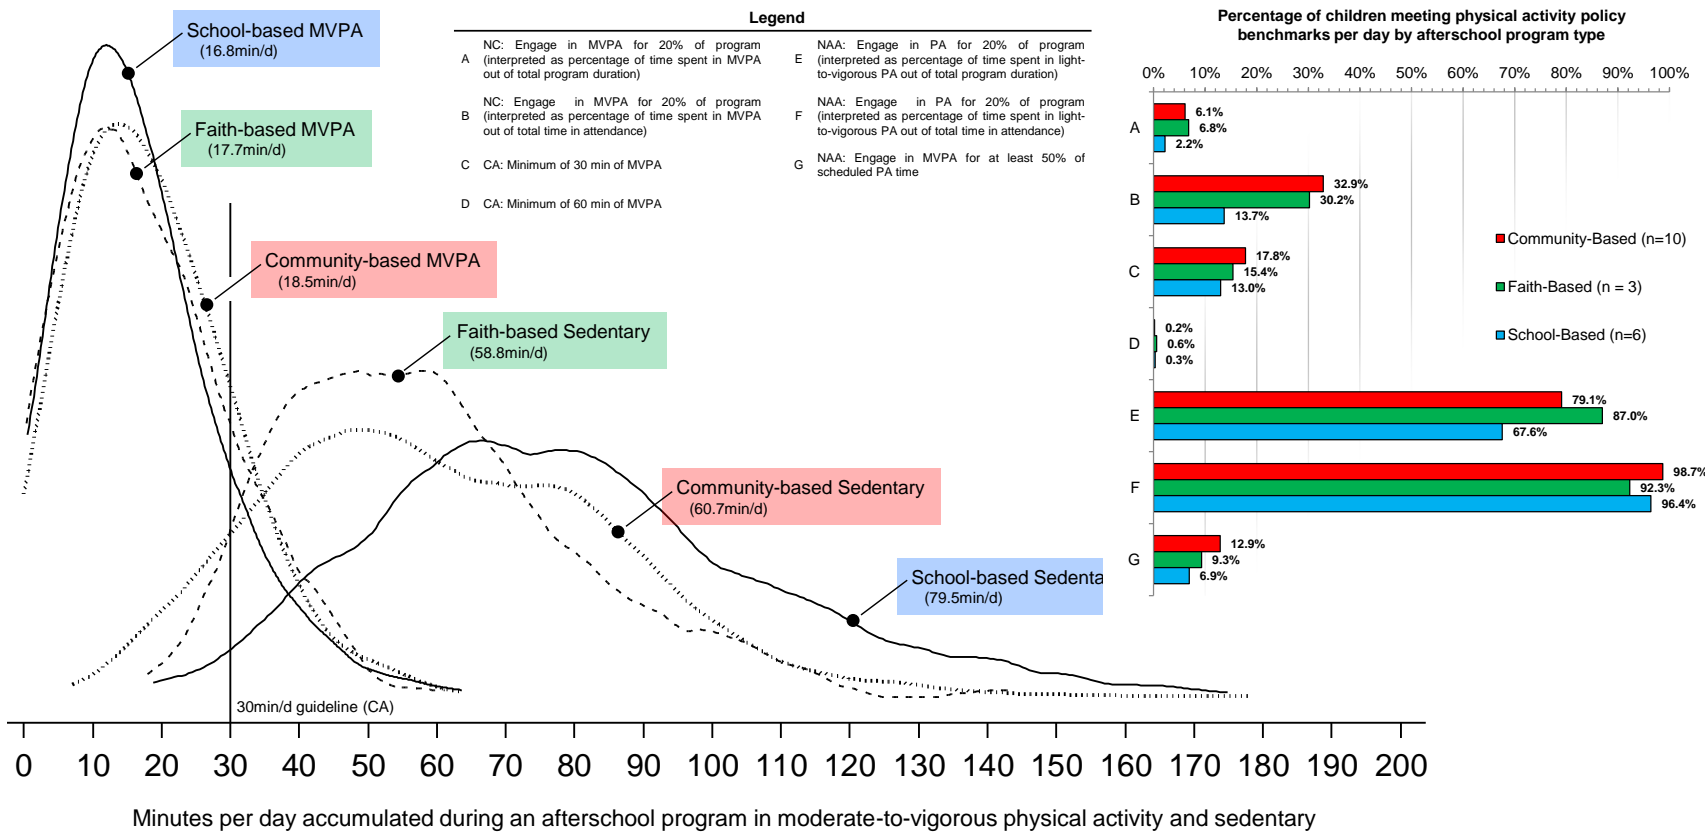 School-based MVPA
(16.8min/d)
Faith-based MVPA
(17.7min/d)
Community-based MVPA
(18.5min/d)
Faith-based Sedentary
(58.8min/d)
Community-based Sedentary
(60.7min/d)
School-based Sedenta
(79.5min/d)
30min/d guideline (CA)
0 10 20 30 40 50 60 70 80 90 100 110 120 130 140 150 160 170 180 190 200
Minutes per day accumulated during an afterschool program in moderate-to-vigorous physical activity and sedentary
Legend
A
NC: Engage in MVPA for 20% of program
(interpreted as percentage of time spent in MVPA
out of total program duration)
B
NC: Engage in MVPA for 20% of program
(interpreted as percentage of time spent in MVPA
out of total time in attendance)
C CA: Minimum of 30 min of MVPA
D CA: Minimum of 60 min of MVPA
E
NAA: Engage in PA for 20% of program
(interpreted as percentage of time spent in light-
to-vigorous PA out of total program duration)
F
NAA: Engage in PA for 20% of program
(interpreted as percentage of time spent in light-
to-vigorous PA out of total time in attendance)
G
NAA: Engage in MVPA for at least 50% of
scheduled PA time
Percentage of children meeting physical activity policy
benchmarks per day by afterschool program type
0% 10% 20% 30% 40% 50% 60% 70% 80% 90% 100%
A
6.1%
6.8%
2.2%
B
32.9%
30.2%
13.7%
C
17.8%
15.4%
13.0%
D
0.2%
0.6%
0.3%
E
79.1%
87.0%
67.6%
F
98.7%
92.3%
96.4%
G
12.9%
9.3%
6.9%
Community-Based (n=10)
Faith-Based (n = 3)
School-Based (n=6)